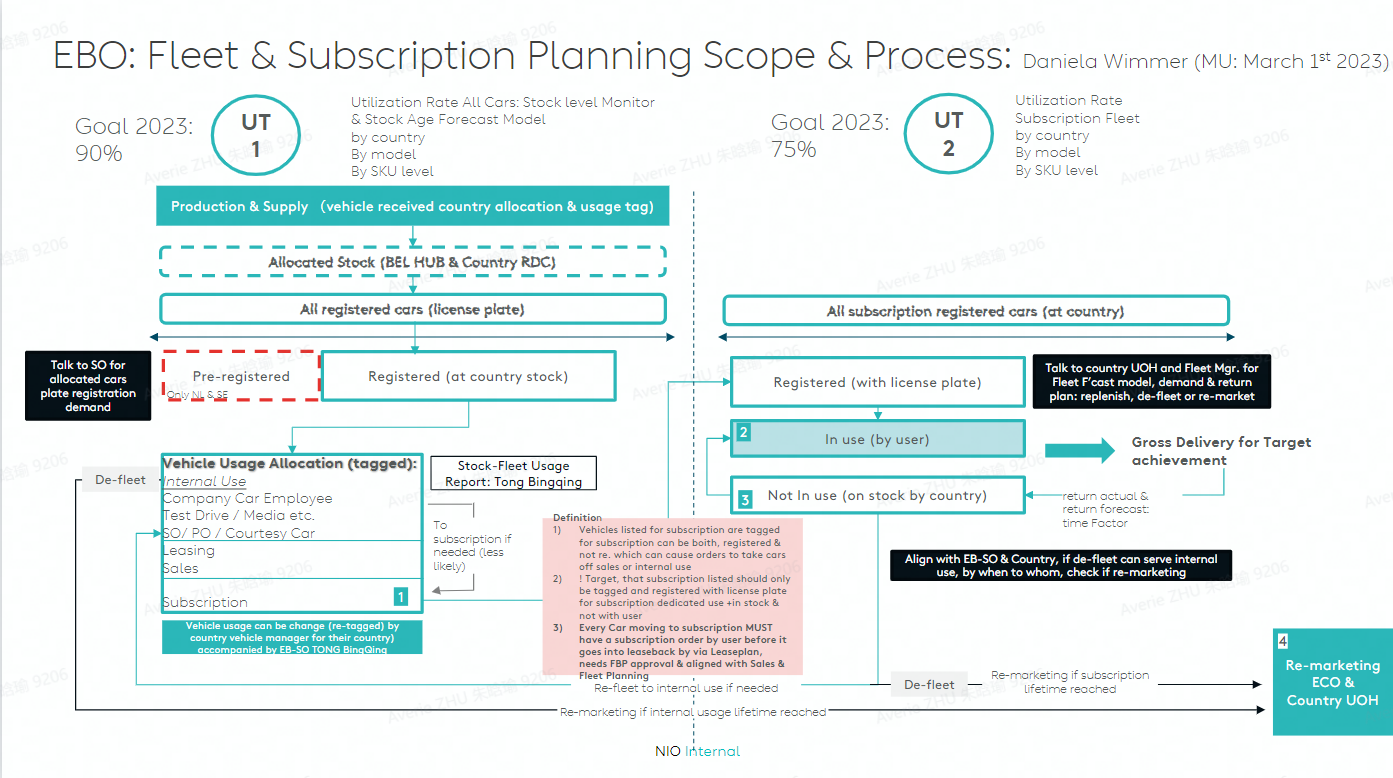 EBO: Fleet & Subscription Planning Scope & Process: Daniela Wimmer (MU: March 1st 2023)
Goal 2023:
90%
UT
1
Utilization Rate All Cars: Stock level Monitor
& Stock Age Forecast Model
by country
By model
By SKU level
Goal 2023:
75%
UT
2
Utilization Rate
Subscription Fleet
by country
By model
By SKU level
Production & Supply (vehicle received country allocation & usage tag)
Allocated Stock (BEL HUB & Country RDC)
All registered cars (license plate)
All subscription registered cars (at country)
Talk to SO for
allocated cars
plate registration
demand
Pre-registered
Only NL & SE
Registered (at country stock)
Registered (with license plate)
Talk to country UOH and Fleet Mgr. for
Fleet F'cast model, demand & return
plan: replenish, de-fleet or re-market
2
In use (by user)
Gross Delivery for Target
achievement
3
Not In use (on stock by country)
return actual &
return forecast:
time Factor
De-fleet
Vehicle Usage Allocation (tagged):
Internal Use
Company Car Employee
Test Drive / Media etc.
SO/ PO / Courtesy Car
Leasing
Sales
Subscription
1
Stock-Fleet Usage
Report: Tong Bingqing
To
subscription if
needed (less
likely)
Definition
1) Vehicles listed for subscription are tagged
for subscription can be boith, registered &
not re. which can cause orders to take cars
off sales or internal use
2) ! Target, that subscription listed should only
be tagged and registered with license plate
for subscription dedicated use +in stock &
not with user
3) Every Car moving to subscription MUST
have a subscription order by user before it
goes into leaseback by via Leaseplan,
needs FBP approval & aligned with Sales &
Fleet Planning
Align with EB-SO & Country, if de-fleet can serve internal
use, by when to whom, check if re-marketing
Vehicle usage can be change (re-tagged) by
country vehicle manager for their country)
accompanied by EB-SO TONG BingQing
Re-fleet to internal use if needed
De-fleet
Re-marketing if subscription
lifetime reached
4
Re-marketing
ECO &
Country UOH
Re-marketing if internal usage lifetime reached
NIO Internal
Averie ZHU 朱晗瑜 9206